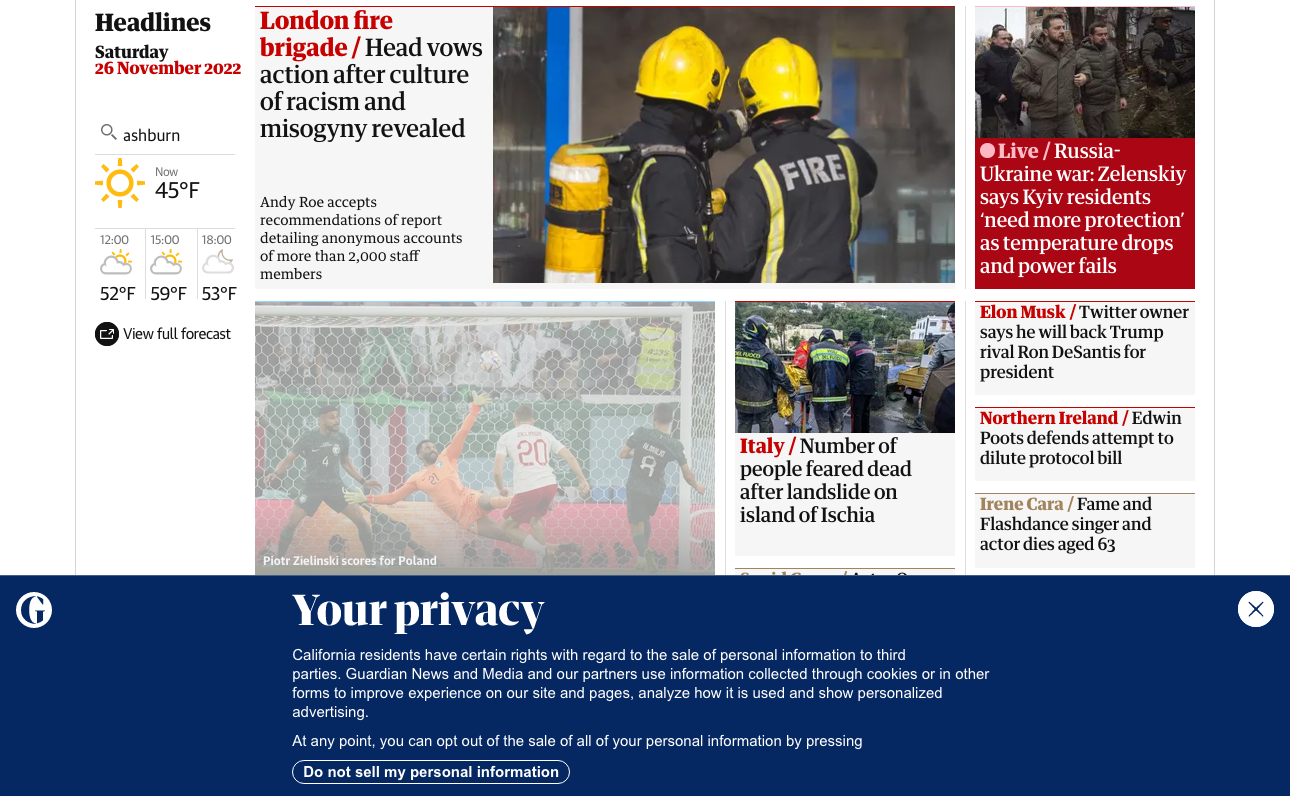 Headlines
Saturday
26 November 2022
ashburn
Now
45°F
12:00
15:00
18:00
52°F
59°F
53°F
View full forecast
London fire
brigade / Head vows
action after culture
of racism and
misogyny revealed
Andy Roe accepts
recommendations of report
detailing anonymous accounts
of more than 2,000 staff
members
FIRE
Live / Russia-
Ukraine war: Zelenskiy
says Kyiv residents
‘need more protection’
as temperature drops
and power fails
4
21
20
8
Piotr Zielinski scores for Poland
Italy / Number of
people feared dead
after landslide on
island of Ischia
Elon Musk / Twitter owner
says he will back Trump
rival Ron DeSantis for
president
Northern Ireland / Edwin
Poots defends attempt to
dilute protocol bill
Irene Cara / Fame and
Flashdance singer and
actor dies aged 63
G
Your privacy
California residents have certain rights with regard to the sale of personal information to third
parties. Guardian News and Media and our partners use information collected through cookies or in other
forms to improve experience on our site and pages, analyze how it is used and show personalized
advertising.
At any point, you can opt out of the sale of all of your personal information by pressing
Do not sell my personal information